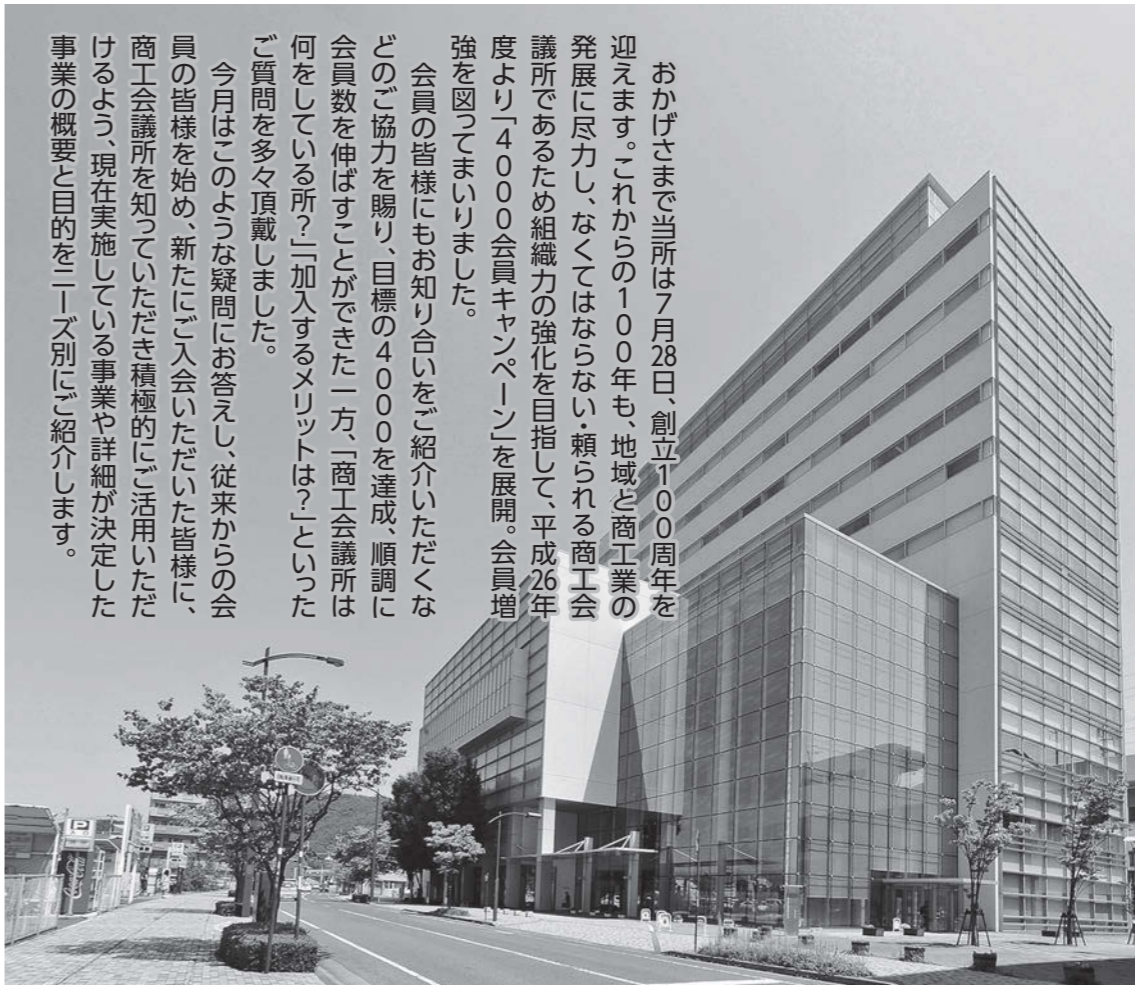 おかげさまで当所は7月28日、創立100周年を
迎えます。これからの100年も、地域と商工業の
発展に尽力し、なくてはならない・頼られる商工会
議所であるため組織力の強化を目指して、平成26年
度より「4000会員キャンペーン」を展開。会員増
強を図ってまいりました。
会員の皆様にもお知り合いをご紹介いただくな
どのご協力を賜り、目標の4000を達成、順調に
会員数を伸ばすことができた一方、「商工会議所は
何をしている所?」「加入するメリットは?」といった
ご質問を多々頂戴しました。
今月はこのような疑問にお答えし、従来からの会
員の皆様を始め、新たにご入会いただいた皆様に、
商工会議所を知っていただき積極的にご活用いただ
けるよう、現在実施している事業や詳細が決定した
事業の概要と目的をニーズ別にご紹介します。
P